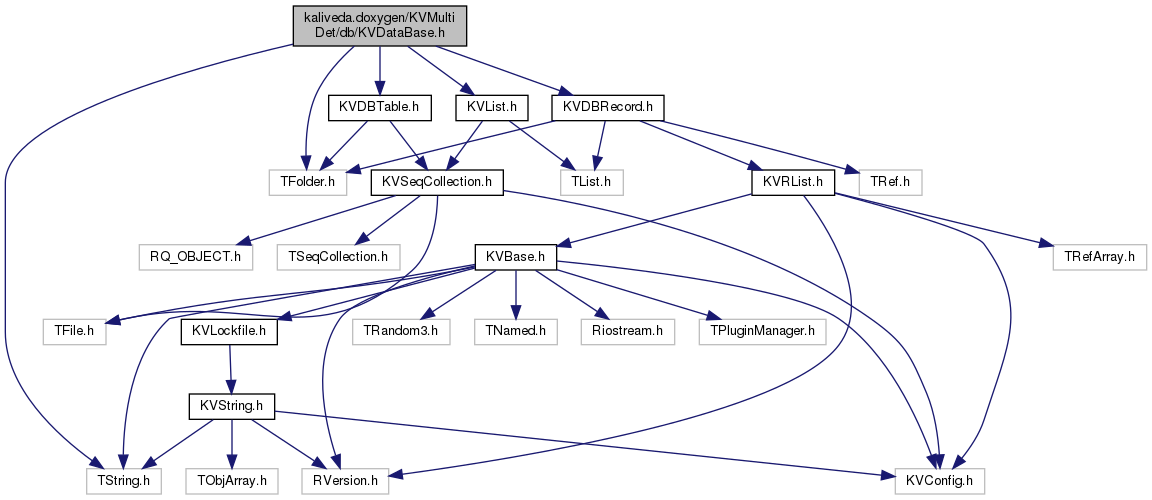 kaliveda.doxygen/KVMulti
Det/db/KVDataBase.h
KVDBTable.h
KVList.h
KVDBRecord.h
TFolder.h
KVSeqCollection.h
TList.h
KVRList.h
TRef.h
RQ_OBJECT.h
TSeqCollection.h
KVBase.h
TRefArray.h
TFile.h
KVLockfile.h
TRandom3.h
TNamed.h
Riostream.h
TPluginManager.h
KVString.h
TString.h
TObjArray.h
RVersion.h
KVConfig.h